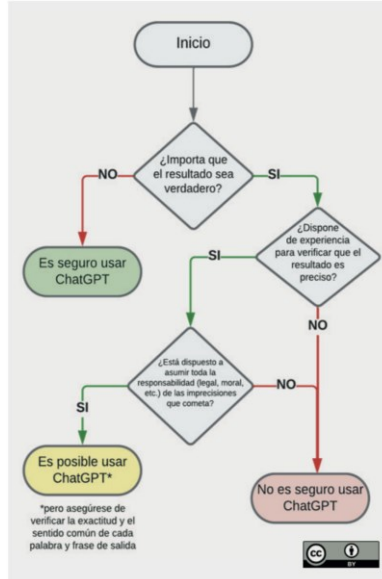 Inicio
¿Importa que
el resultado sea
verdadero?
NO
SI
Es seguro usar
ChatGPT
¿Dispone
de experiencia
para verificar que el
resultado es
preciso?
SI
NO
¿Está dispuesto a
asumir toda la
responsabilidad (legal, moral,
etc.) de las imprecisiones
que cometa?
SI
NO
Es posible usar
ChatGPT*
*pero asegúrese de
verificar la exactitud y el
sentido común de cada
palabra y frase de salida
No es seguro usar
ChatGPT
cc
BY